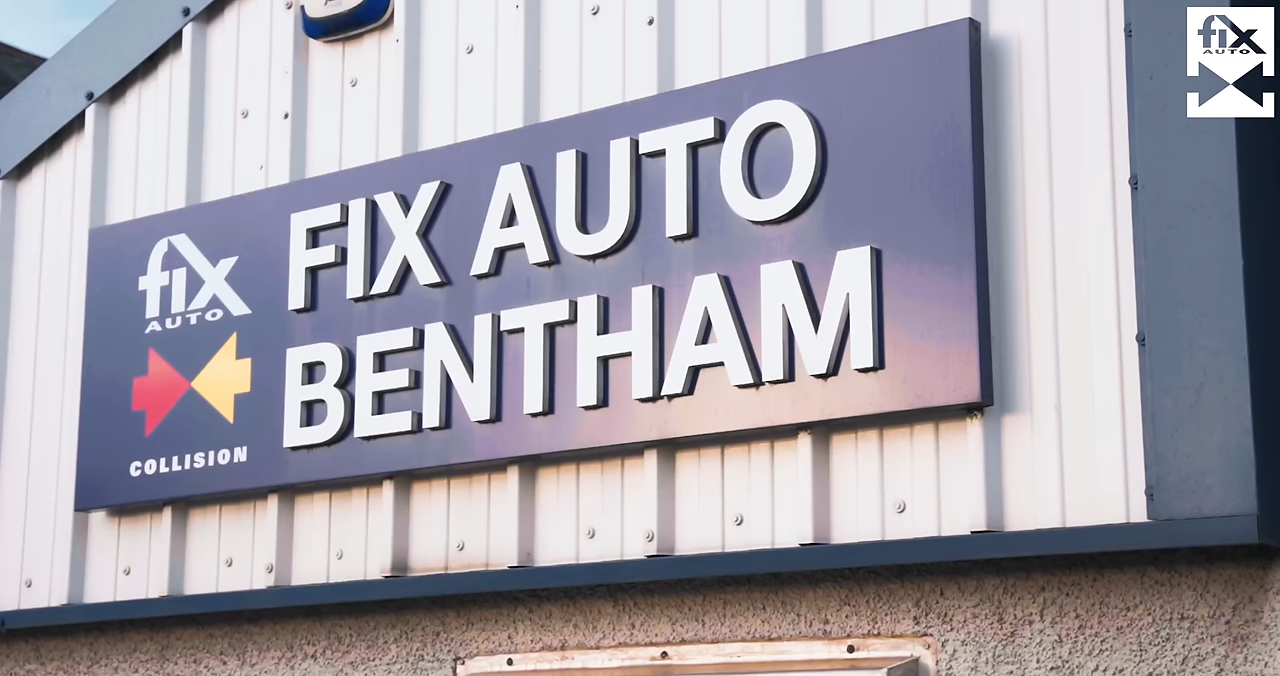 fix
AUTO
FIX AUTO
BENTHAM
fix
AUTO
COLLISION